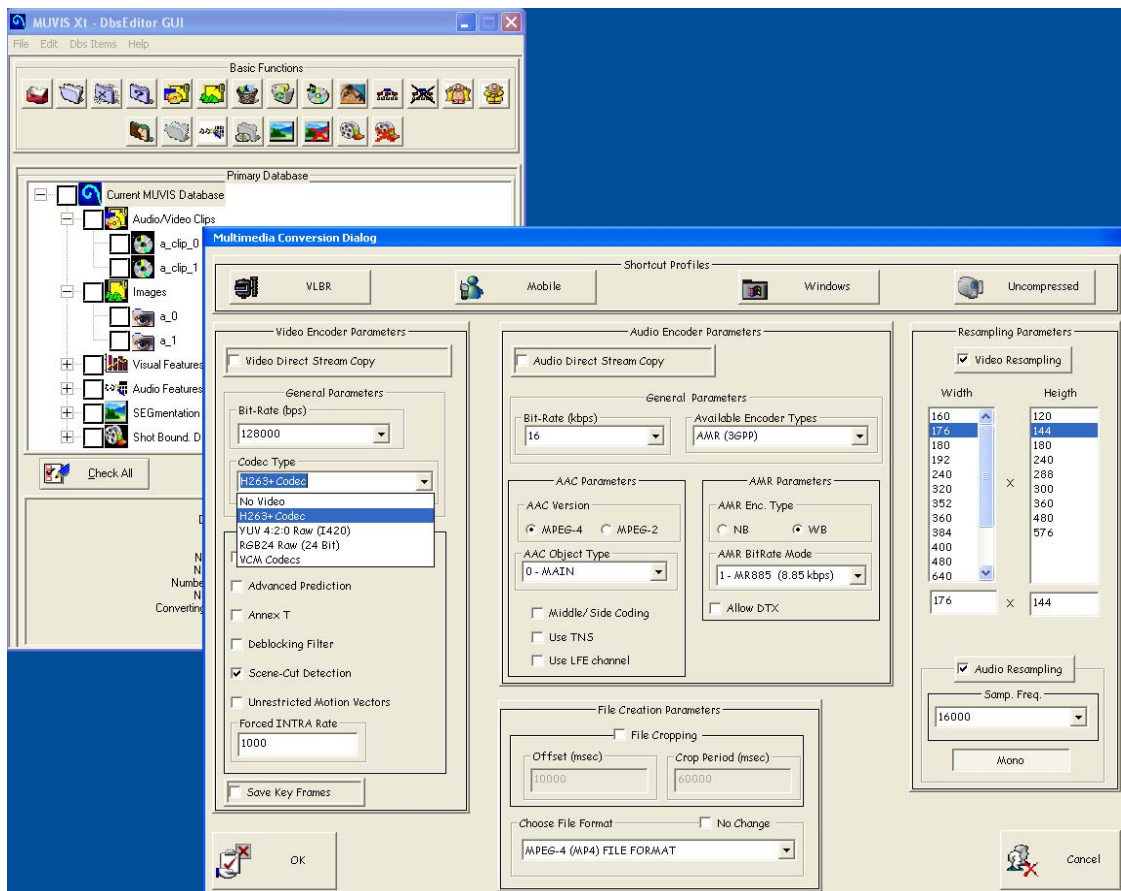 MUVIS Xt - DbsEditor GUI
File Edit Dbs Items Help
Basic Functions
Primary Database
Current MUVIS Database
Audio/Video Clips
a_clip_0
a_clip_1
Images
a_0
a_1
Visual Features
Audio Features
SEGmentation
Shot Bound. D
Check All
D
N
N
Numbe
N
Converting
Multimedia Conversion Dialog
Shortcut Profiles
VLBR
Mobile
Windows
Uncompressed
Video Encoder Parameters
Video Direct Stream Copy
General Parameters
Bit-Rate (bps)
128000
Codec Type
H263+ Codec
No Video
H263+ Codec
YUV 4:2:0 Raw (I420)
RGB24 Raw (24 Bit)
VCM Codecs
Advanced Prediction
Annex T
Deblocking Filter
Scene-Cut Detection
Unrestricted Motion Vectors
Forced INTRA Rate
1000
Save Key Frames
OK
Audio Encoder Parameters
Audio Direct Stream Copy
General Parameters
Bit-Rate (kbps)
16
Available Encoder Types
AMR (3GPP)
AAC Parameters
AAC Version
MPEG-4
MPEG-2
AAC Object Type
0 - MAIN
Middle/ Side Coding
Use TNS
Use LFE channel
AMR Parameters
AMR Enc. Type
NB
WB
AMR BitRate Mode
1 - MR885 (8.85 kbps)
Allow DTX
File Creation Parameters
File Cropping
Offset (msec)
10000
Crop Period (msec)
60000
Choose File Format
No Change
MPEG-4 (MP4) FILE FORMAT
Resampling Parameters
Video Resampling
Width
160
176
180
192
240
320
352
360
384
400
480
640
176
X
X
Heigth
120
144
180
240
288
300
360
480
576
144
Audio Resampling
Samp. Freq.
16000
Mono
Cancel